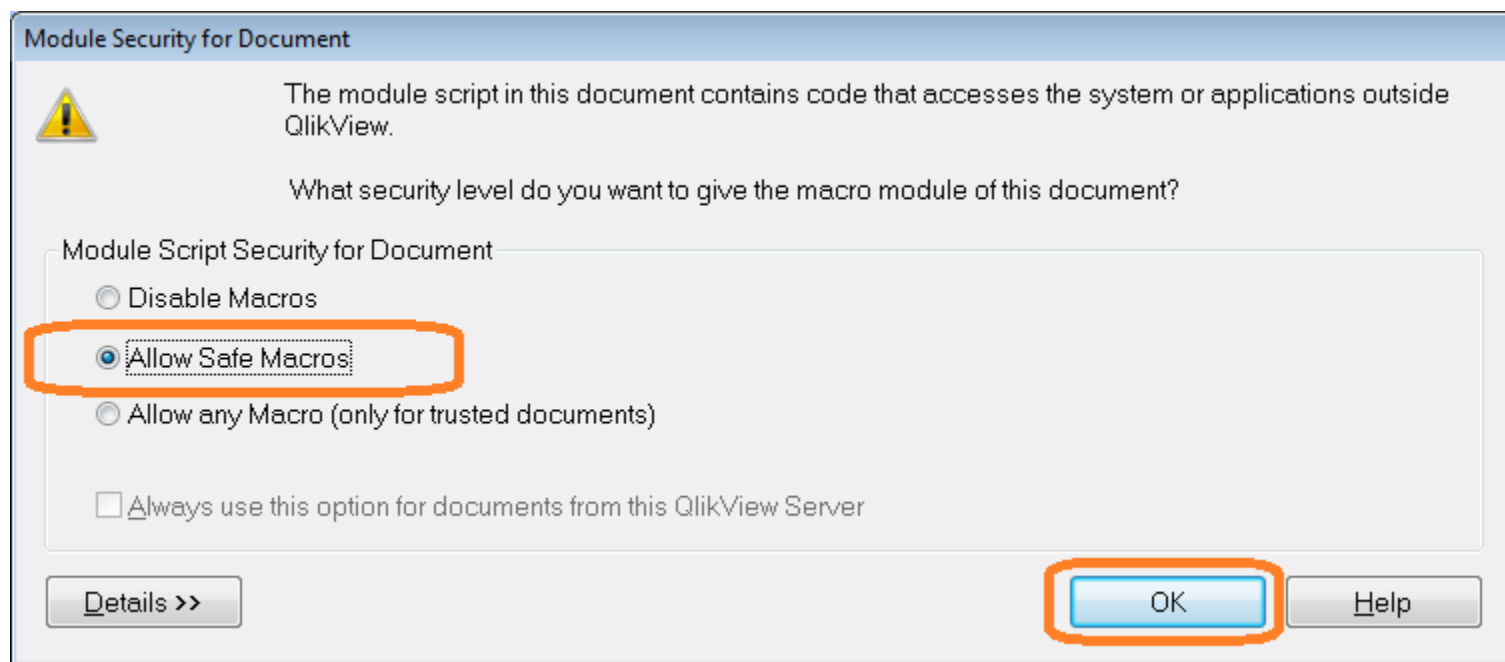 Module Security for Document
The module script in this document contains code that accesses the system or applications outside
QlikView.
What security level do you want to give the macro module of this document?
Module Script Security for Document
Disable Macros
Allow Safe Macros
Allow any Macro (only for trusted documents)
Always use this option for documents from this QlikView Server
Details >>
OK
Help